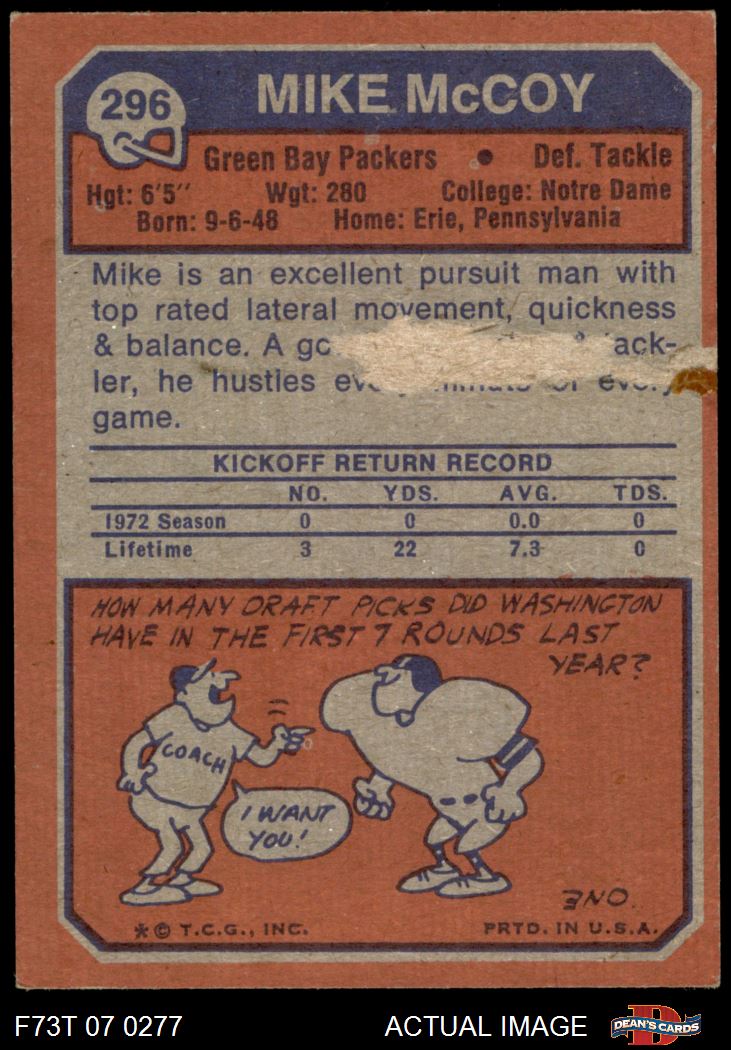 296
MIKE McCOY
Green Bay Packers • Def. Tackle
Hgt: 6'5" Wgt: 280 College: Notre Dame
Born: 9-6-48 Home: Erie, Pennsylvania
Mike is an excellent pursuit man with
top rated lateral movement, quickness
& balance. A
ler, he hustles of
game.
KICKOFF RETURN RECORD
NO. YDS. AVG. TDS.
1972 Season 0 0 0.0 0
Lifetime 3 22 7.3 0
HOW MANY DRAFT PICKS DID WASHINGTON
HAVE IN THE FIRST 7 ROUNDS LAST
YEAR?
COACH
I WANT
YOU!
ONE.
* © T.C.G., INC. PRTD. IN U.S.A.
F73T 07 0277 ACTUAL IMAGE
D
DEAN'S CARDS